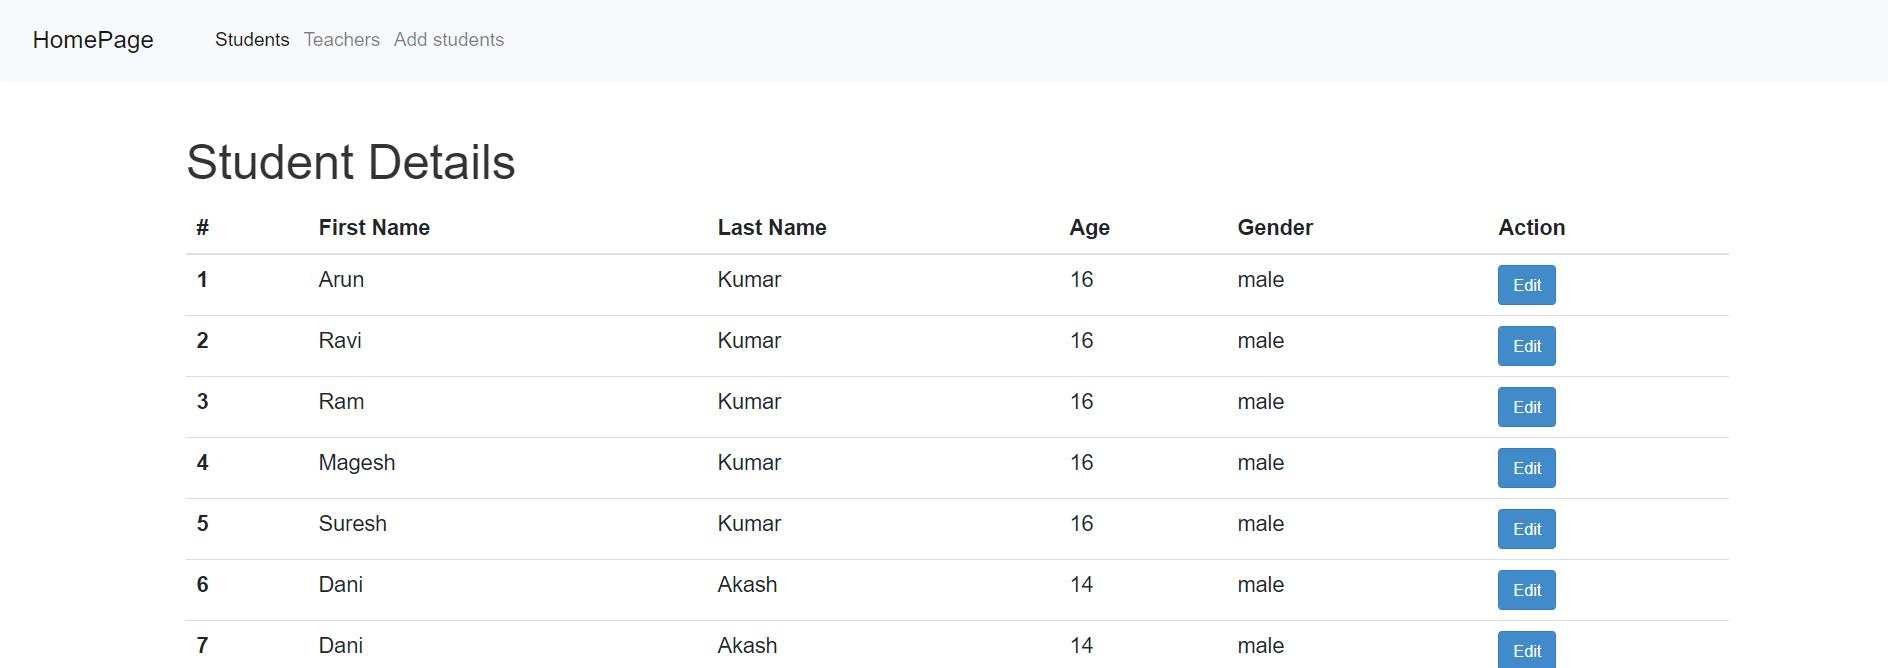 HomePage Students Teachers Add students
Student Details
# First Name Last Name Age Gender Action
1 Arun Kumar 16 male Edit
2 Ravi Kumar 16 male Edit
3 Ram Kumar 16 male Edit
4 Magesh Kumar 16 male Edit
5 Suresh Kumar 16 male Edit
6 Dani Akash 14 male Edit
7 Dani Akash 14 male Edit